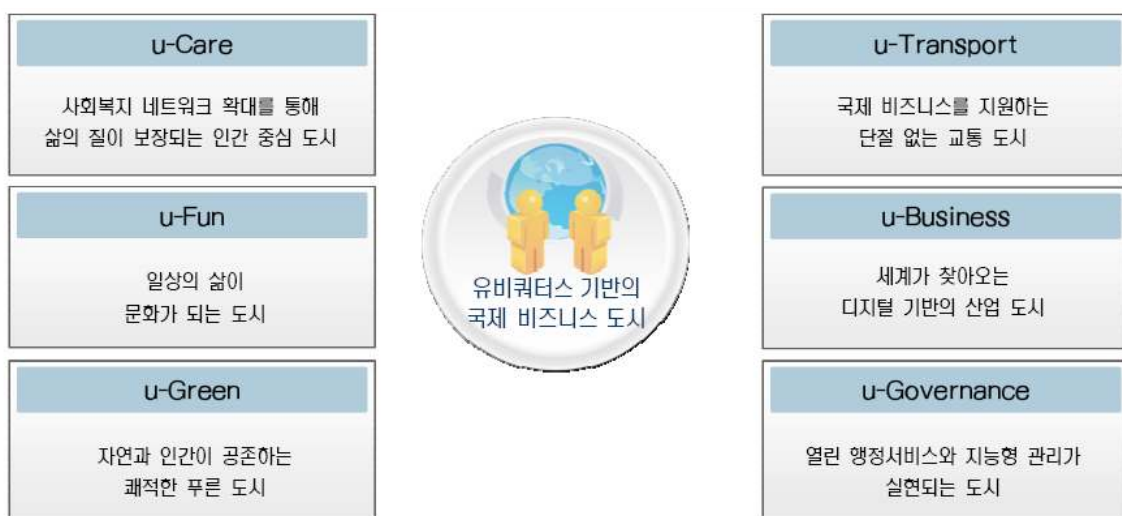 u-Care
사회복지 네트워크 확대를 통해
삶의 질이 보장되는 인간 중심 도시
u-Fun
일상의 삶이
문화가 되는 도시
u-Green
자연과 인간이 공존하는
쾌적한 푸른 도시
유비쿼터스 기반의
국제 비즈니스 도시
u-Transport
국제 비즈니스를 지원하는
단절 없는 교통 도시
u-Business
세계가 찾아오는
디지털 기반의 산업 도시
u-Governance
열린 행정서비스와 지능형 관리가
실현되는 도시